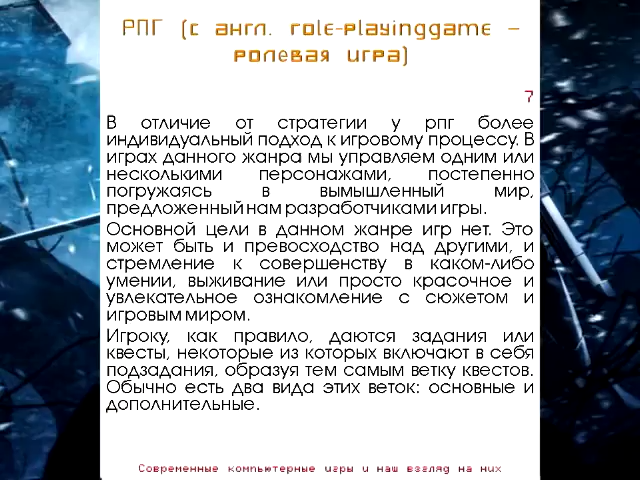 РПГ (с англ. role-playinggame –
ролевая игра)
7
В отличие от стратегии у рпг более
индивидуальный подход к игровому процессу. В
играх данного жанра мы управляем одним или
несколькими персонажами, постепенно
погружаясь в вымышленный мир,
предложенный нам разработчиками игры.
Основной цели в данном жанре игр нет. Это
может быть и превосходство над другими, и
стремление к совершенству в каком-либо
умении, выживание или просто красочное и
увлекательное ознакомление с сюжетом и
игровым миром.
Игроку, как правило, даются задания или
квесты, некоторые из которых включают в себя
подзадания, образуя тем самым ветку квестов.
Обычно есть два вида этих веток: основные и
дополнительные.
Современные компьютерные игры и наш взгляд на них